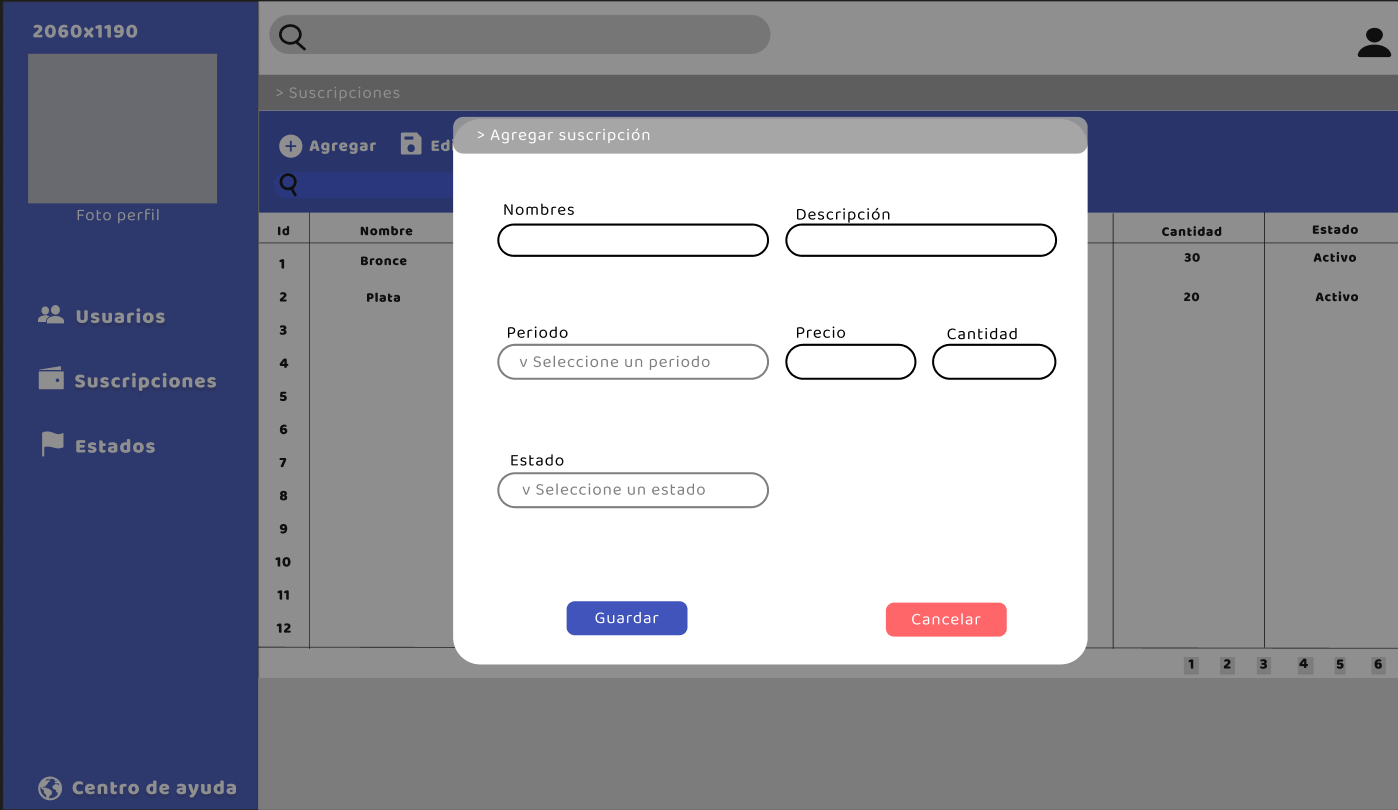 2060x1190
Foto perfil
Usuarios
Suscripciones
Estados
Centro de ayuda
> Suscripciones
Agregar
Id Nombre Cantidad Estado
1 Bronce 30 Activo
2 Plata 20 Activo
3
4
5
6
7
8
9
10
11
12
1 2 3 4 5 6
> Agregar suscripción
Nombres
Descripción
Periodo
v Seleccione un periodo
Precio
Cantidad
Estado
v Seleccione un estado
Guardar
Cancelar